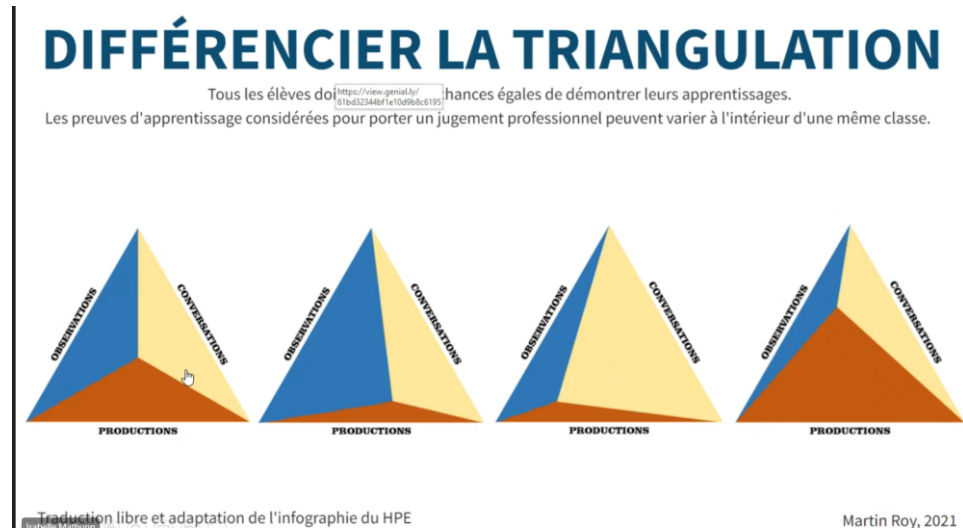 DIFFÉRENCIER LA TRIANGULATION
Tous les élèves doi https://view.genial.ly/ hances égales de démontrer leurs apprentissages.
61bd32344bf1e10d9b8c6195
Les preuves d'apprentissage considérées pour porter un jugement professionnel peuvent varier à l'intérieur d'une même classe.
OBSERVATIONS CONVERSATIONS OBSERVATIONS CONVERSATIONS OBSERVATIONS CONVERSATIONS OBSERVATIONS CONVERSATIONS
PRODUCTIONS PRODUCTIONS PRODUCTIONS PRODUCTIONS
Traduction libre et adaptation de l'infographie du HPE
Martin Roy, 2021